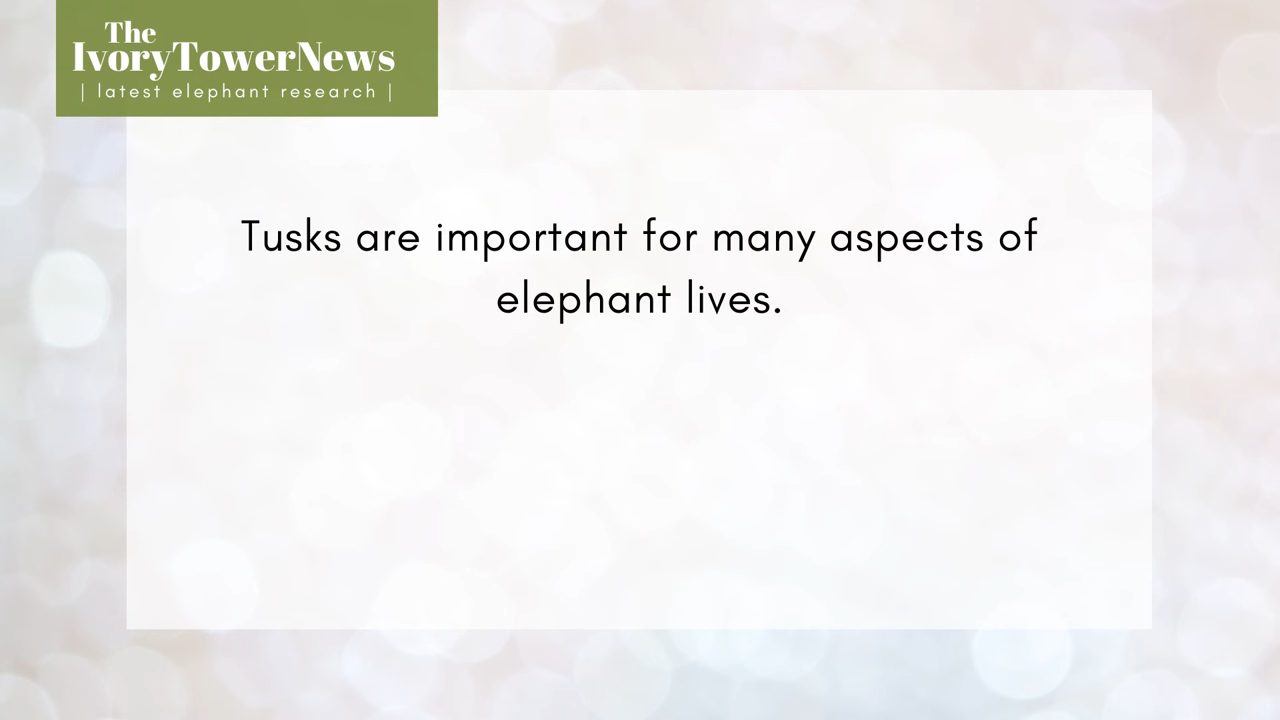 The
IvoryTowerNews
| latest elephant research |
Tusks are important for many aspects of
elephant lives.